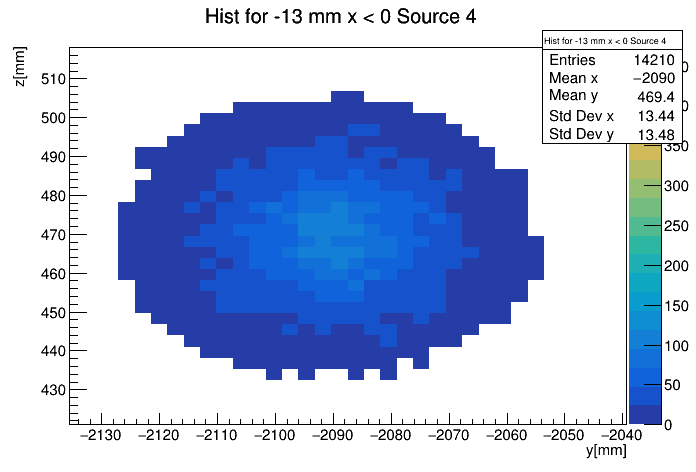 Hist for -13 mm x < 0 Source 4
Hist for -13 mm x < 0 Source 4
Entries 14210
Mean x −2090
Mean y 469.4
Std Dev x 13.44
Std Dev y 13.48
z[mm]
510
500
490
480
470
460
450
440
430
−2130 −2120 −2110 −2100 −2090 −2080 −2070 −2060 −2050 −2040
y[mm]
350
300
250
200
150
100
50
0